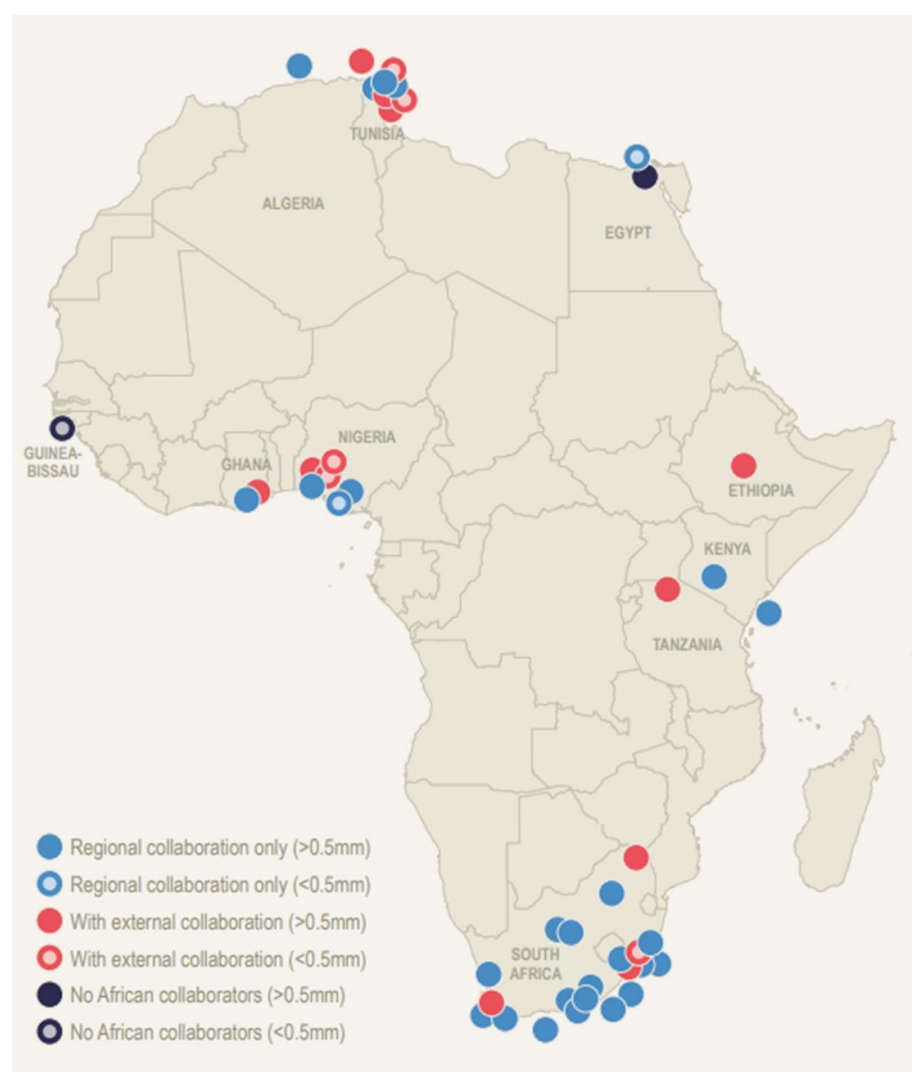 TUNISIA
ALGERIA
EGYPT
NIGERIA
GUINEA-
BISSAU
GHANA
ETHIOPIA
KENYA
TANZANIA
SOUTH
AFRICA
Regional collaboration only (>0.5mm)
Regional collaboration only (<0.5mm)
With external collaboration (>0.5mm)
With external collaboration (<0.5mm)
No African collaborators (>0.5mm)
No African collaborators (<0.5mm)